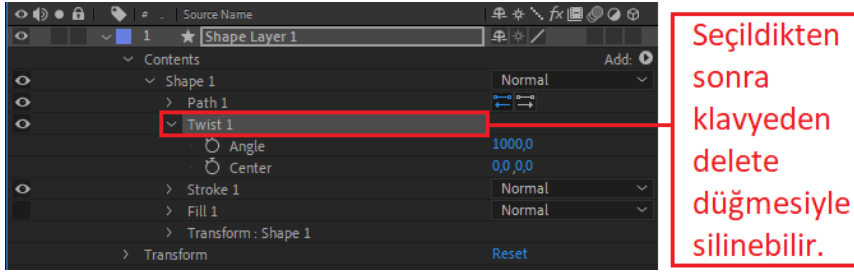 # . Source Name
1 Shape Layer 1
Contents Add:
Shape 1 Normal
Path 1
Twist 1
Angle 1000,0
Center 0,0 ,0,0
Stroke 1 Normal
Fill 1 Normal
Transform : Shape 1
Transform Reset
Seçildikten
sonra
klavyeden
delete
düğmesiyle
silinebilir.